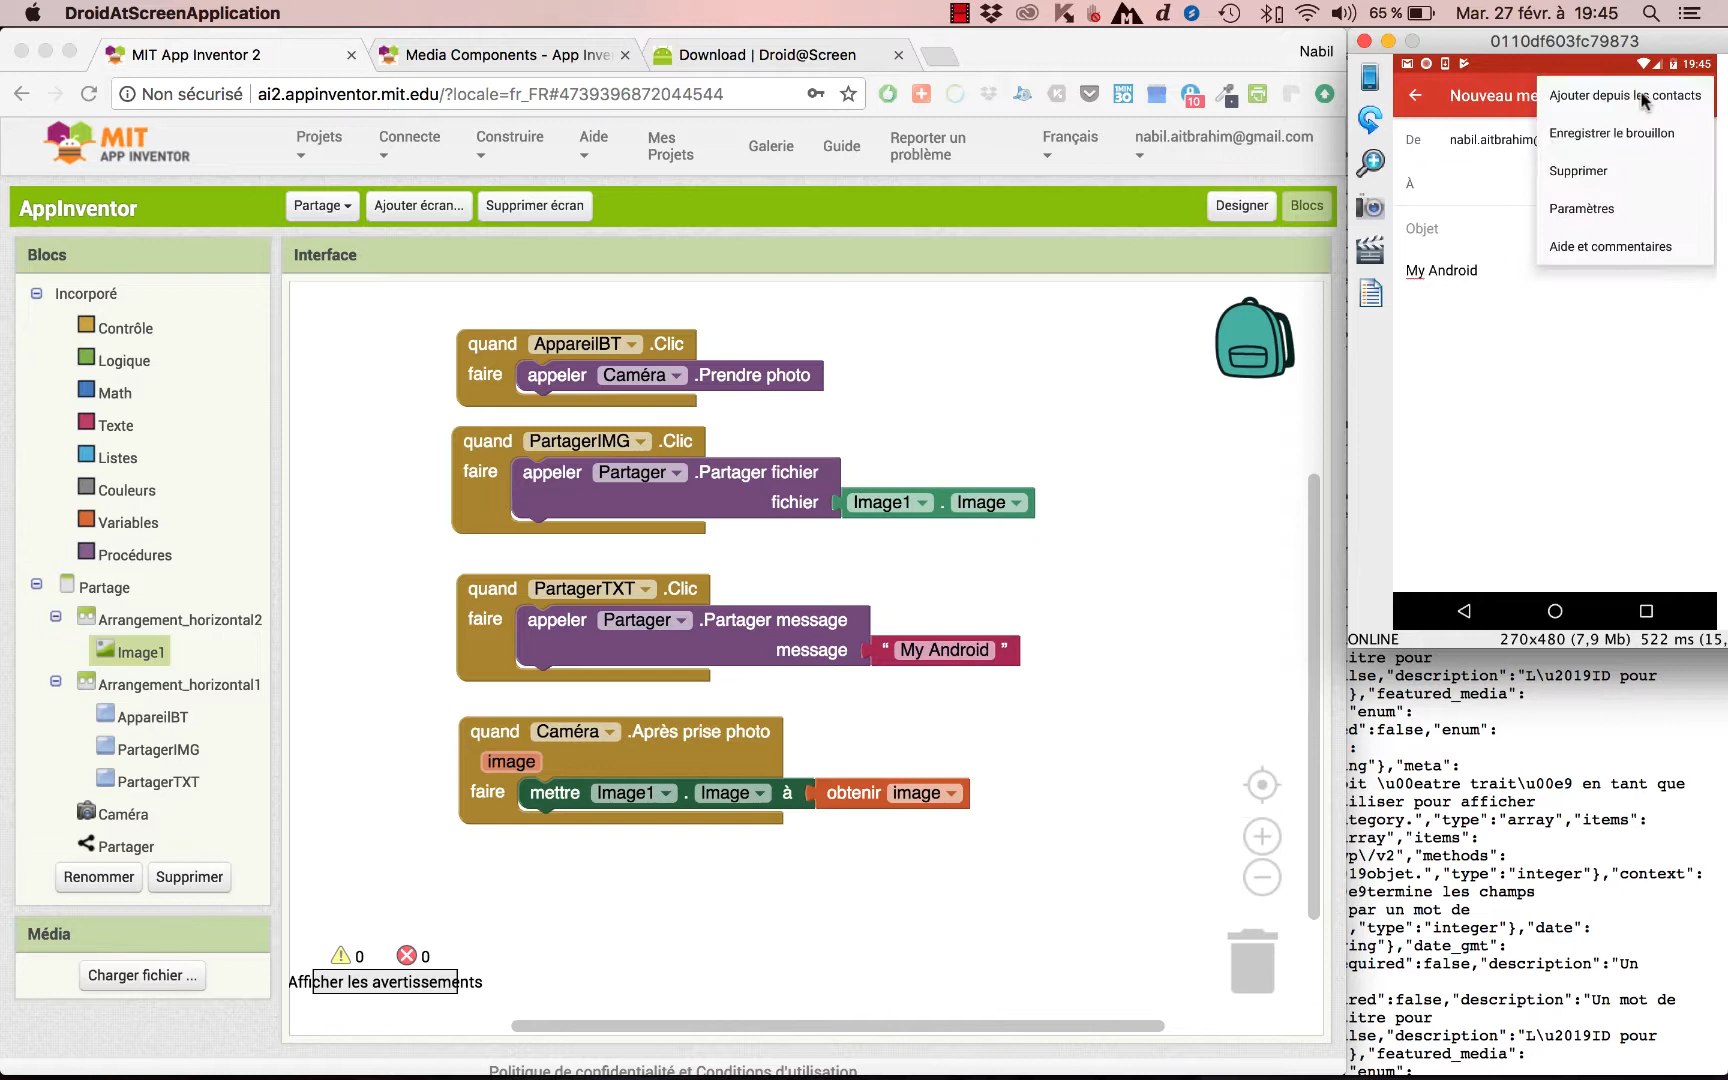 DroidAtScreenApplication
65 %
Mar. 27 févr. à 19:45
MIT App Inventor 2
Media Components - App Inve
Download | Droid@Screen
Nabil
Non sécurisé
ai2.appinventor.mit.edu/?locale=fr_FR#4739396872044544
1MIN
30
10
MIT
APP INVENTOR
Projets
Connecte
Construire
Aide
Mes
Projets
Galerie
Guide
Reporter un
problème
Français
nabil.aitbrahim@gmail.com
AppInventor
Partage
Ajouter écran...
Supprimer écran
Designer
Blocs
Blocs
Incorporé
Contrôle
Logique
Math
Texte
Listes
Couleurs
Variables
Procédures
Partage
Arrangement_horizontal2
Image1
Arrangement_horizontal1
AppareilBT
PartagerIMG
PartagerTXT
Caméra
Partager
Renommer
Supprimer
Média
Charger fichier ...
Interface
quand AppareilBT .Clic
faire appeler Caméra .Prendre photo
quand PartagerIMG .Clic
faire appeler Partager .Partager fichier
fichier Image1 . Image
quand PartagerTXT .Clic
faire appeler Partager .Partager message
message “ My Android ”
quand Caméra .Après prise photo
image
faire mettre Image1 . Image à obtenir image
0
0
Afficher les avertissements
Politique de confidentialité et Conditions d'utilisation
0110df603fc79873
19:45
Nouveau me
Ajouter depuis les contacts
De
nabil.aitbrahim@
Enregistrer le brouillon
À
Supprimer
Paramètres
Objet
Aide et commentaires
My Android
ONLINE
270x480 (7,9 Mb)
522 ms (15,
itre pour
lse,"description":"L\u2019ID pour
},"featured_media":
"enum":
d":false,"enum":
:
ng"},"meta":
it \u00eatre trait\u00e9 en tant que
iliser pour afficher
tegory.","type":"array","items":
rray","items":
p\/v2","methods":
19objet.","type":"integer"},"context":
e9termine les champs
par un mot de
,"type":"integer"},"date":
ing"},"date_gmt":
quired":false,"description":"Un
red":false,"description":"Un mot de
itre pour
lse,"description":"L\u2019ID pour
},"featured_media":
"enum":